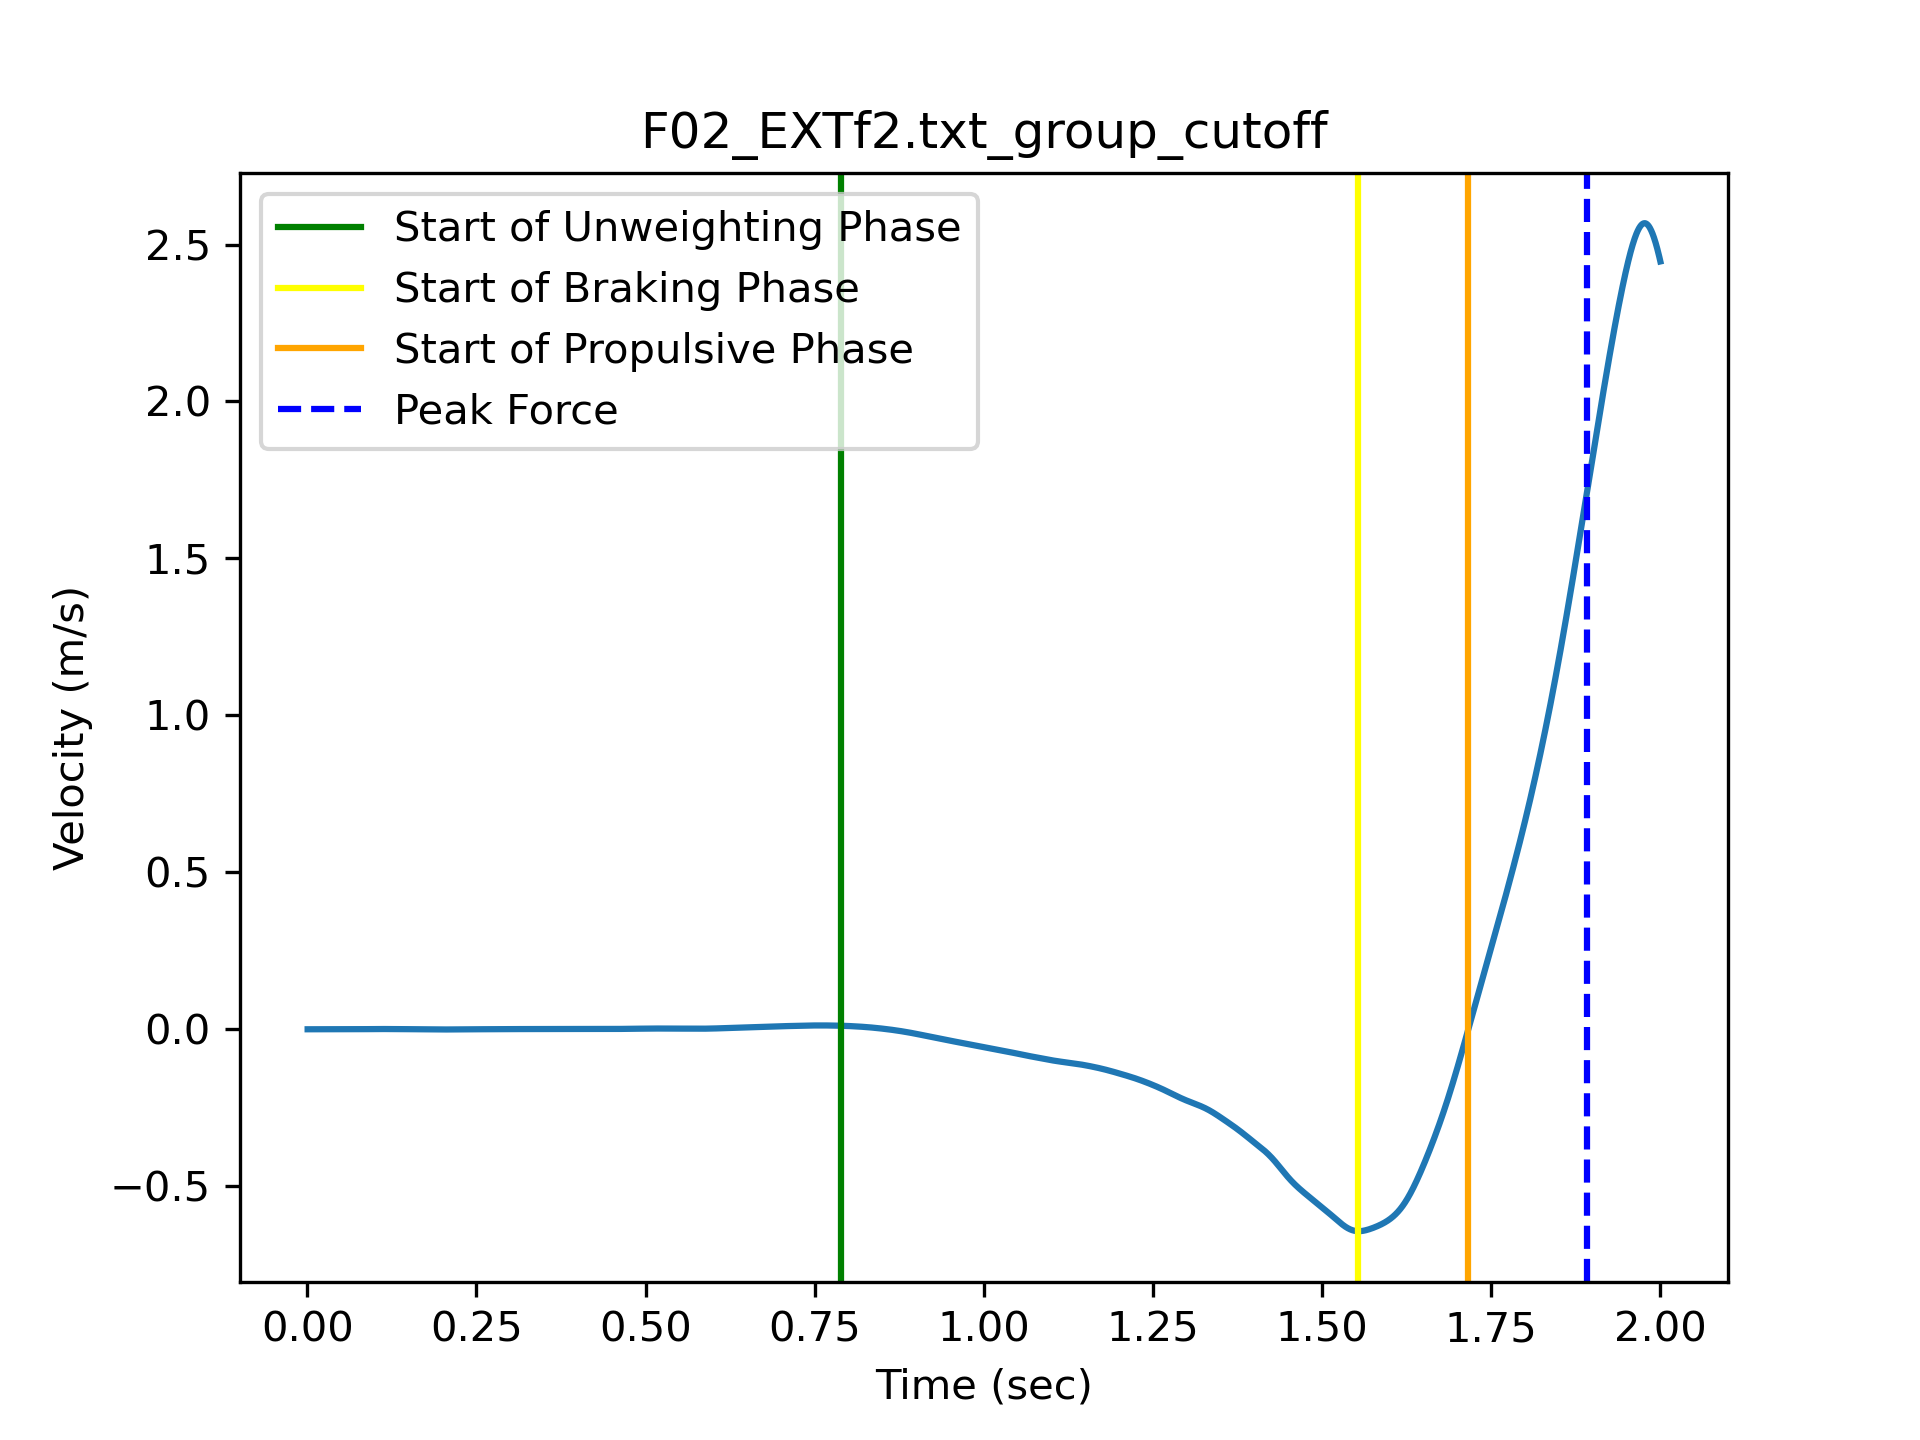 F02_EXTf2.txt_group_cutoff
Start of Unweighting Phase
Start of Braking Phase
Start of Propulsive Phase
Peak Force
Velocity (m/s)
2.5
2.0
1.5
1.0
0.5
0.0
−0.5
0.00 0.25 0.50 0.75 1.00 1.25 1.50 1.75 2.00
Time (sec)